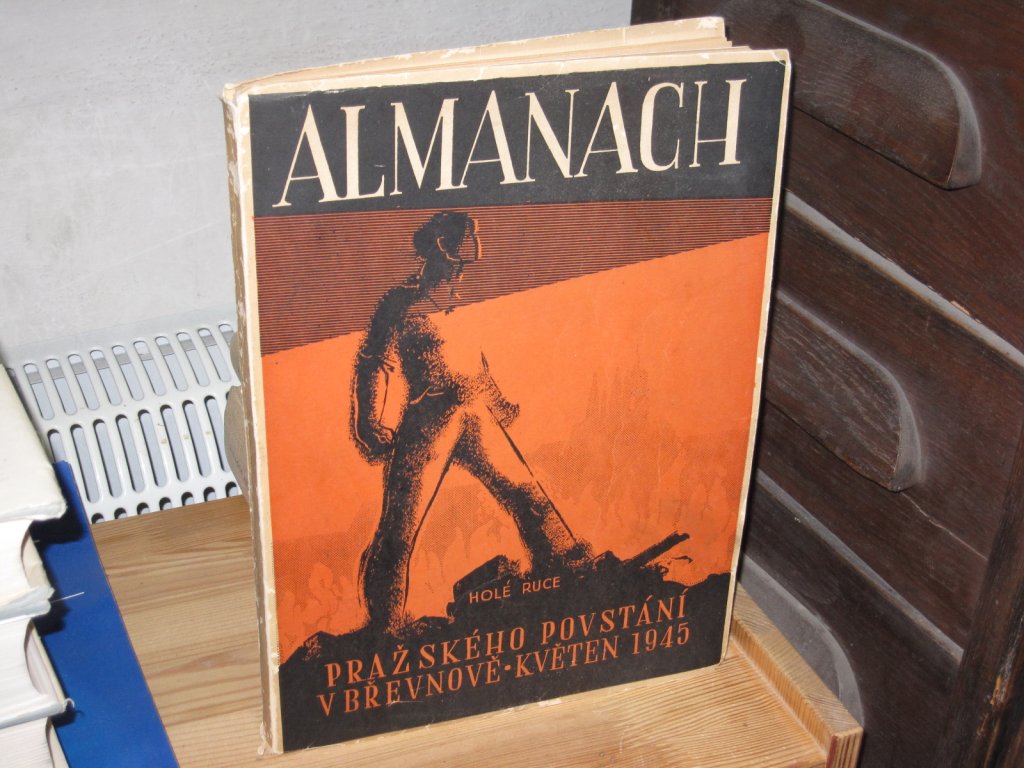 ALMANACH
HOLÉ RUCE
PRAŽSKÉHO POVSTÁNÍ
V BŘEVNOVĚ • KVĚTEN 1945